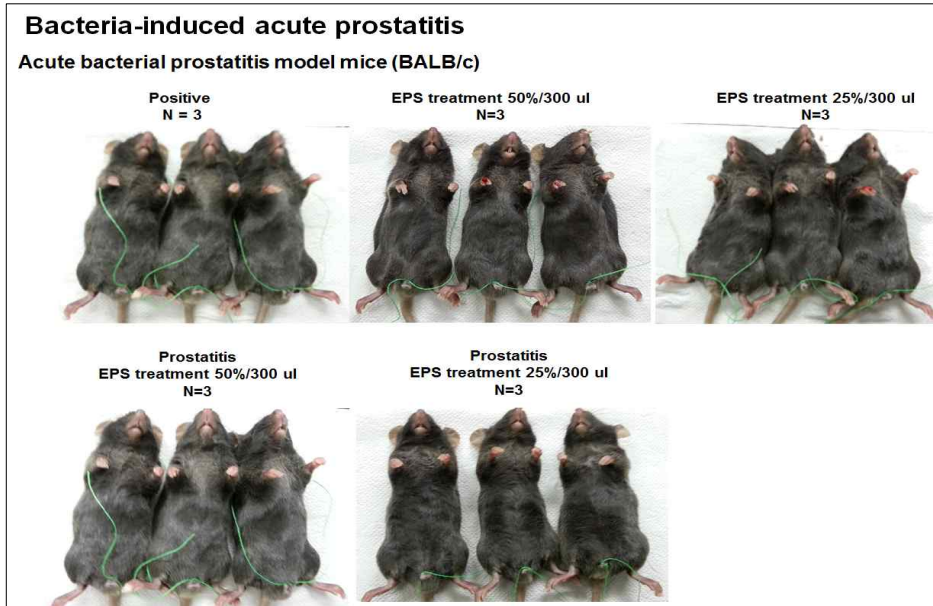 Bacteria-induced acute prostatitis
Acute bacterial prostatitis model mice (BALB/c)
Positive
N = 3
EPS treatment 50%/300 ul
N=3
EPS treatment 25%/300 ul
N=3
Prostatitis
EPS treatment 50%/300 ul
N=3
Prostatitis
EPS treatment 25%/300 ul
N=3